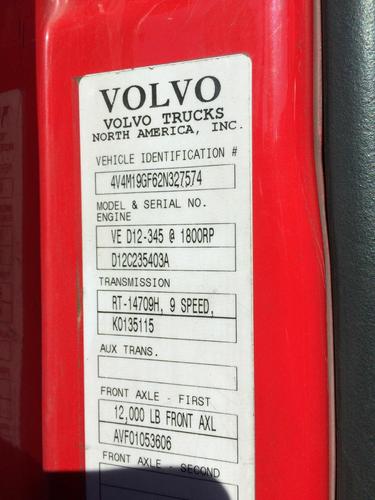 VOLVO
VOLVO TRUCKS
NORTH AMERICA, INC.
VEHICLE IDENTIFICATION #
4V4M19GF62N327574
MODEL & SERIAL NO.
ENGINE
VE D12-345 @ 1800RP
D12C235403A
TRANSMISSION
RT-14709H, 9 SPEED,
K0135115
AUX TRANS.
FRONT AXLE - FIRST
12,000 LB FRONT AXL
AVF01053606
FRONT AXLE - SECOND